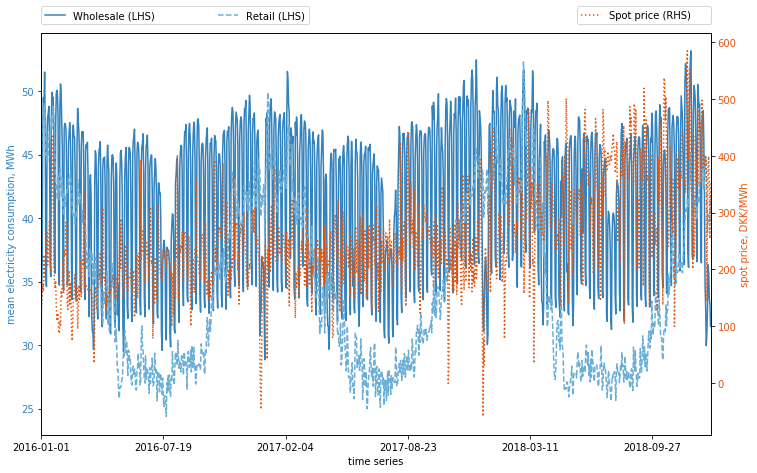 Wholesale (LHS) Retail (LHS) Spot price (RHS)
mean electricity consumption, MWh
50
45
40
35
30
25
600
500
400
300
200
100
0
spot price, DKK/MWh
2016-01-01 2016-07-19 2017-02-04 2017-08-23 2018-03-11 2018-09-27
time series